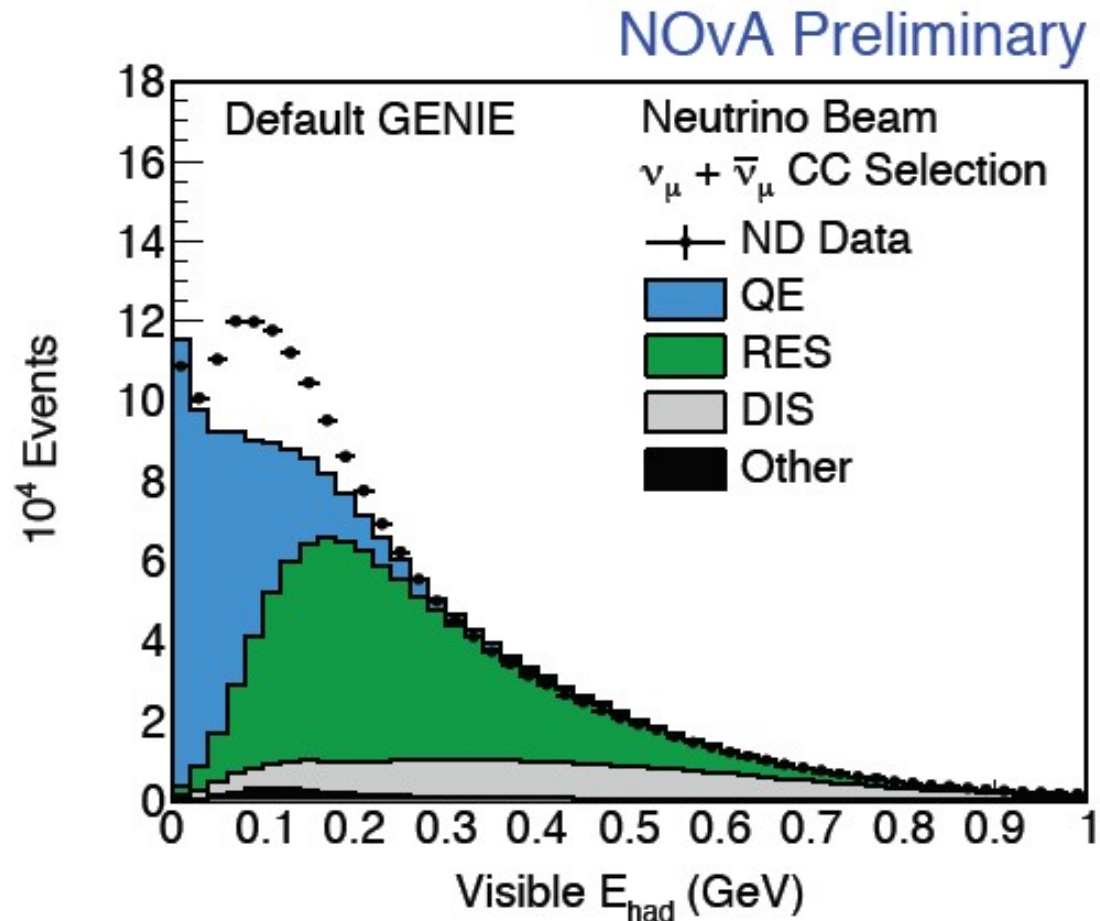 NOvA Preliminary
Default GENIE
Neutrino Beam
νμ + ν̄μ CC Selection
ND Data
QE
RES
DIS
Other
10⁴ Events
18
16
14
12
10
8
6
4
2
0
0 0.1 0.2 0.3 0.4 0.5 0.6 0.7 0.8 0.9 1
Visible Ehad (GeV)